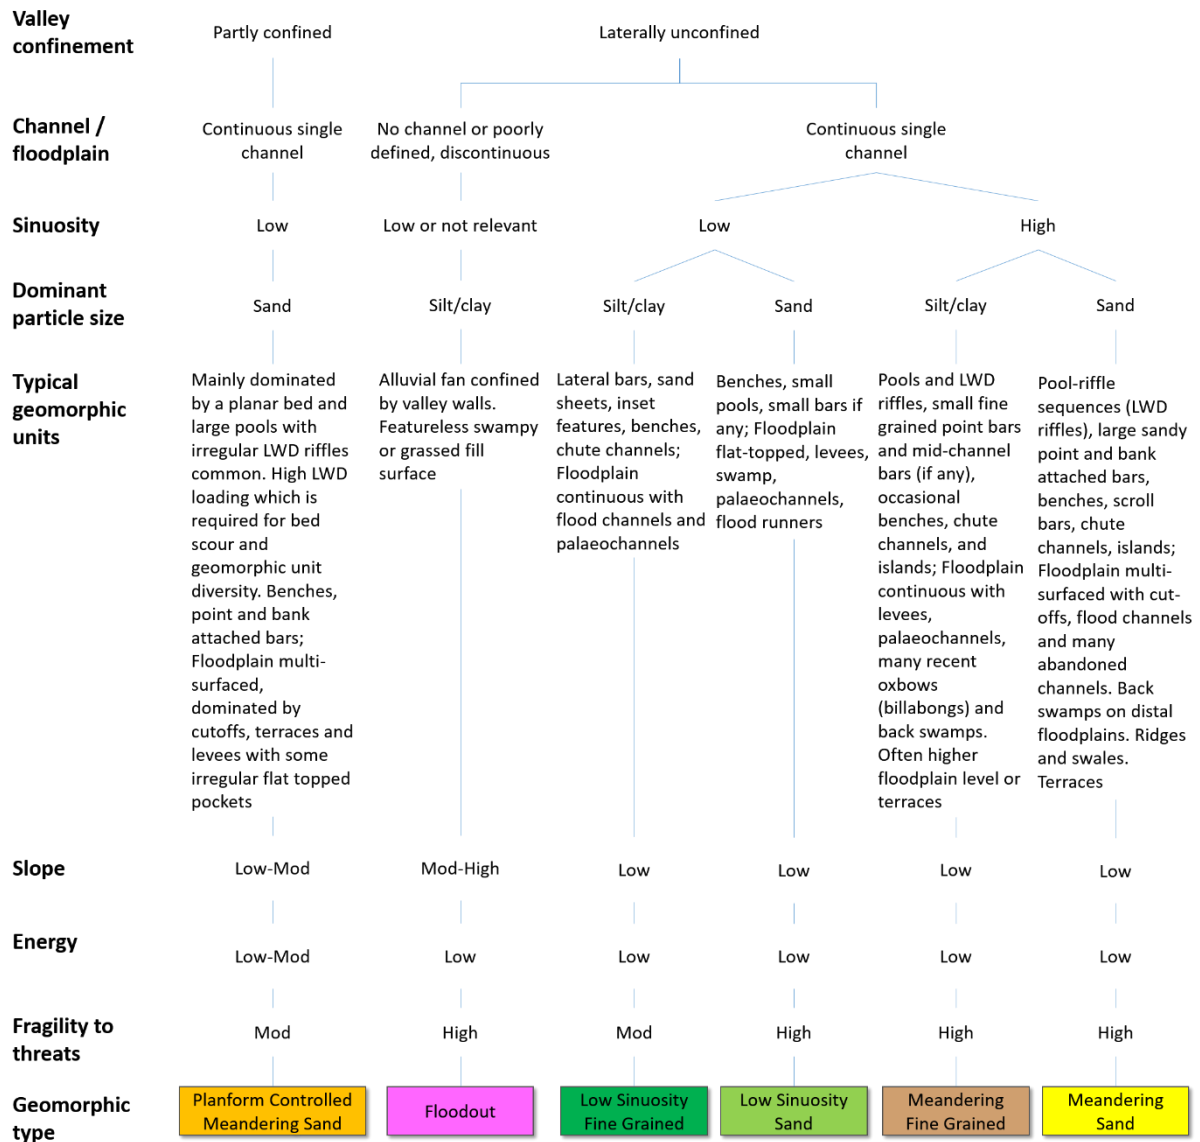 Valley
confinement
Partly confined
Laterally unconfined
Channel /
floodplain
Continuous single
channel
No channel or poorly
defined, discontinuous
Continuous single
channel
Sinuosity
Low
Low or not relevant
Low
High
Dominant
particle size
Sand
Silt/clay
Silt/clay
Sand
Silt/clay
Sand
Typical
geomorphic
units
Mainly dominated
by a planar bed and
large pools with
irregular LWD riffles
common. High LWD
loading which is
required for bed
scour and
geomorphic unit
diversity. Benches,
point and bank
attached bars;
Floodplain multi-
surfaced,
dominated by
cutoffs, terraces and
levees with some
irregular flat topped
pockets
Alluvial fan confined
by valley walls.
Featureless swampy
or grassed fill
surface
Lateral bars, sand
sheets, inset
features, benches,
chute channels;
Floodplain
continuous with
flood channels and
palaeochannels
Benches, small
pools, small bars if
any; Floodplain
flat-topped, levees,
swamp,
palaeochannels,
flood runners
Pools and LWD
riffles, small fine
grained point bars
and mid-channel
bars (if any),
occasional
benches, chute
channels, and
islands; Floodplain
continuous with
levees,
palaeochannels,
many recent
oxbows
(billabongs) and
back swamps.
Often higher
floodplain level or
terraces
Pool-riffle
sequences (LWD
riffles), large sandy
point and bank
attached bars,
benches, scroll
bars, chute
channels, islands;
Floodplain multi-
surfaced with cut-
offs, flood channels
and many
abandoned
channels. Back
swamps on distal
floodplains. Ridges
and swales.
Terraces
Slope
Low-Mod
Mod-High
Low
Low
Low
Low
Energy
Low-Mod
Low
Low
Low
Low
Low
Fragility to
threats
Mod
High
Mod
High
High
High
Geomorphic
type
Planform Controlled
Meandering Sand
Floodout
Low Sinuosity
Fine Grained
Low Sinuosity
Sand
Meandering
Fine Grained
Meandering
Sand